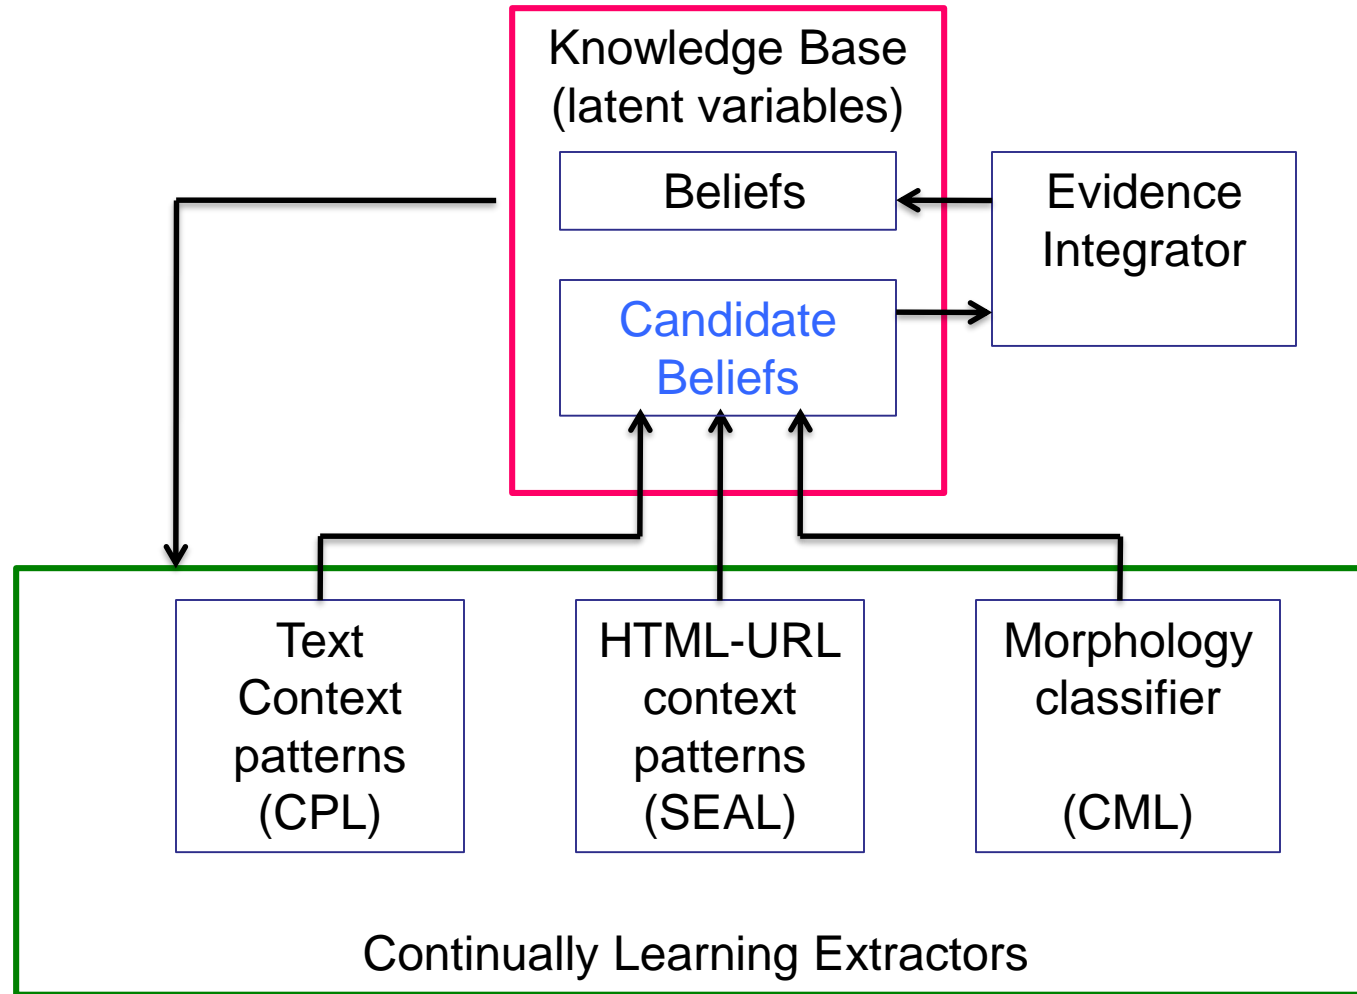 Knowledge Base
(latent variables)
Beliefs
Evidence
Integrator
Candidate
Beliefs
Text
Context
patterns
(CPL)
HTML-URL
context
patterns
(SEAL)
Morphology
classifier
(CML)
Continually Learning Extractors